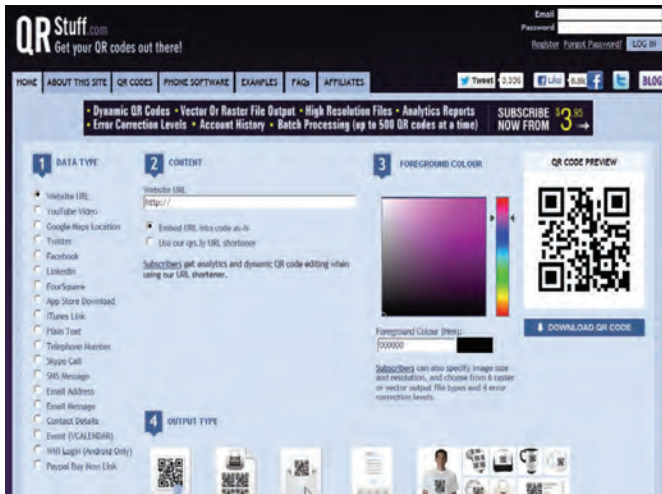 QRStuff.com
Get your QR codes out there!
Email
Password
Register Forgot Password? LOG IN
HOME ABOUT THIS SITE QR CODES PHONE SOFTWARE EXAMPLES FAQs AFFILIATES
Tweet 3,336 Like 8.8k f BLOG
• Dynamic QR Codes • Vector Or Raster File Output • High Resolution Files • Analytics Reports
• Error Correction Levels • Account History • Batch Processing (up to 500 QR codes at a time)
SUBSCRIBE NOW FROM $3.95
1 DATA TYPE
Website URL
YouTube Video
Google Maps Location
Twitter
Facebook
LinkedIn
FourSquare
App Store Download
iTunes Link
Plain Text
Telephone Number
Skype Call
SMS Message
Email Address
Email Message
Contact Details
Event (VCALENDAR)
Wifi Login (Android Only)
Paypal Buy Now Link
2 CONTENT
Website URL
http://
Embed URL into code as-is
Use our qrs.ly URL shortener
Subscribers get analytics and dynamic QR code editing when
using our URL shortener.
3 FOREGROUND COLOUR
Foreground Colour (Hex):
000000
Subscribers can also specify image size
and resolution, and choose from 6 raster
or vector output file types and 4 error
correction levels.
QR CODE PREVIEW
DOWNLOAD QR CODE
4 OUTPUT TYPE